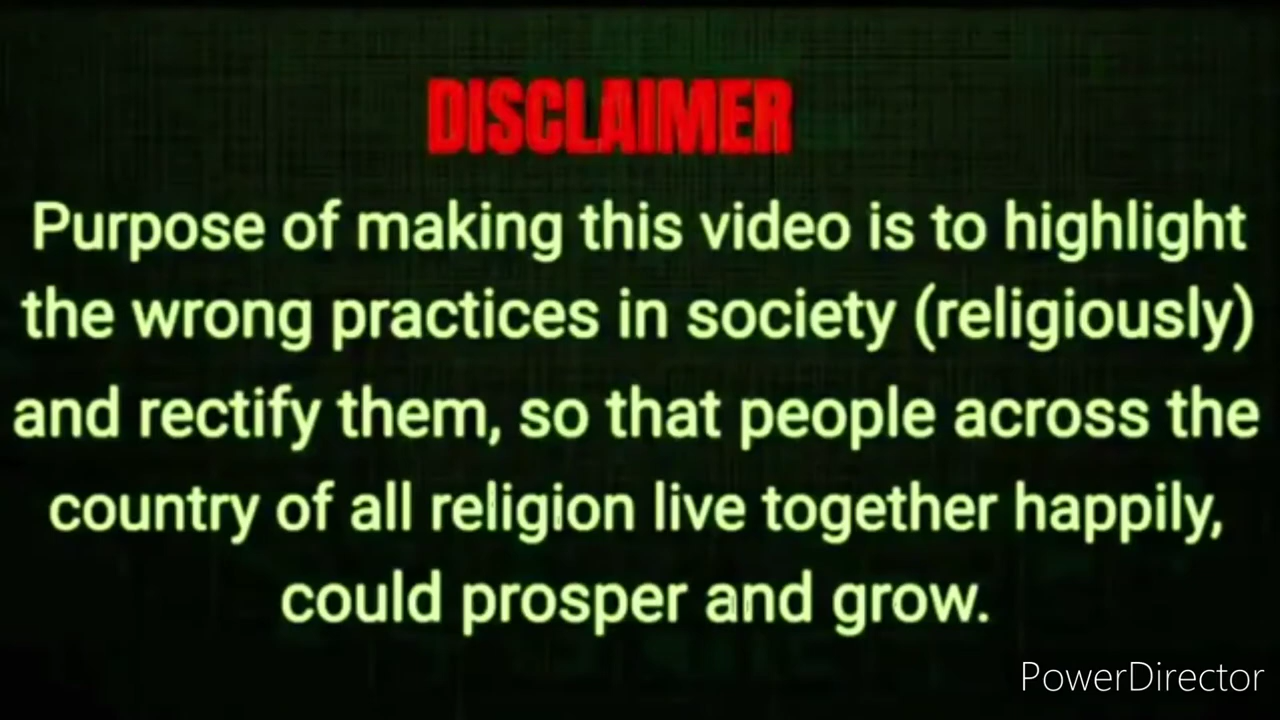 DISCLAIMER
Purpose of making this video is to highlight
the wrong practices in society (religiously)
and rectify them, so that people across the
country of all religion live together happily,
could prosper and grow.
PowerDirector